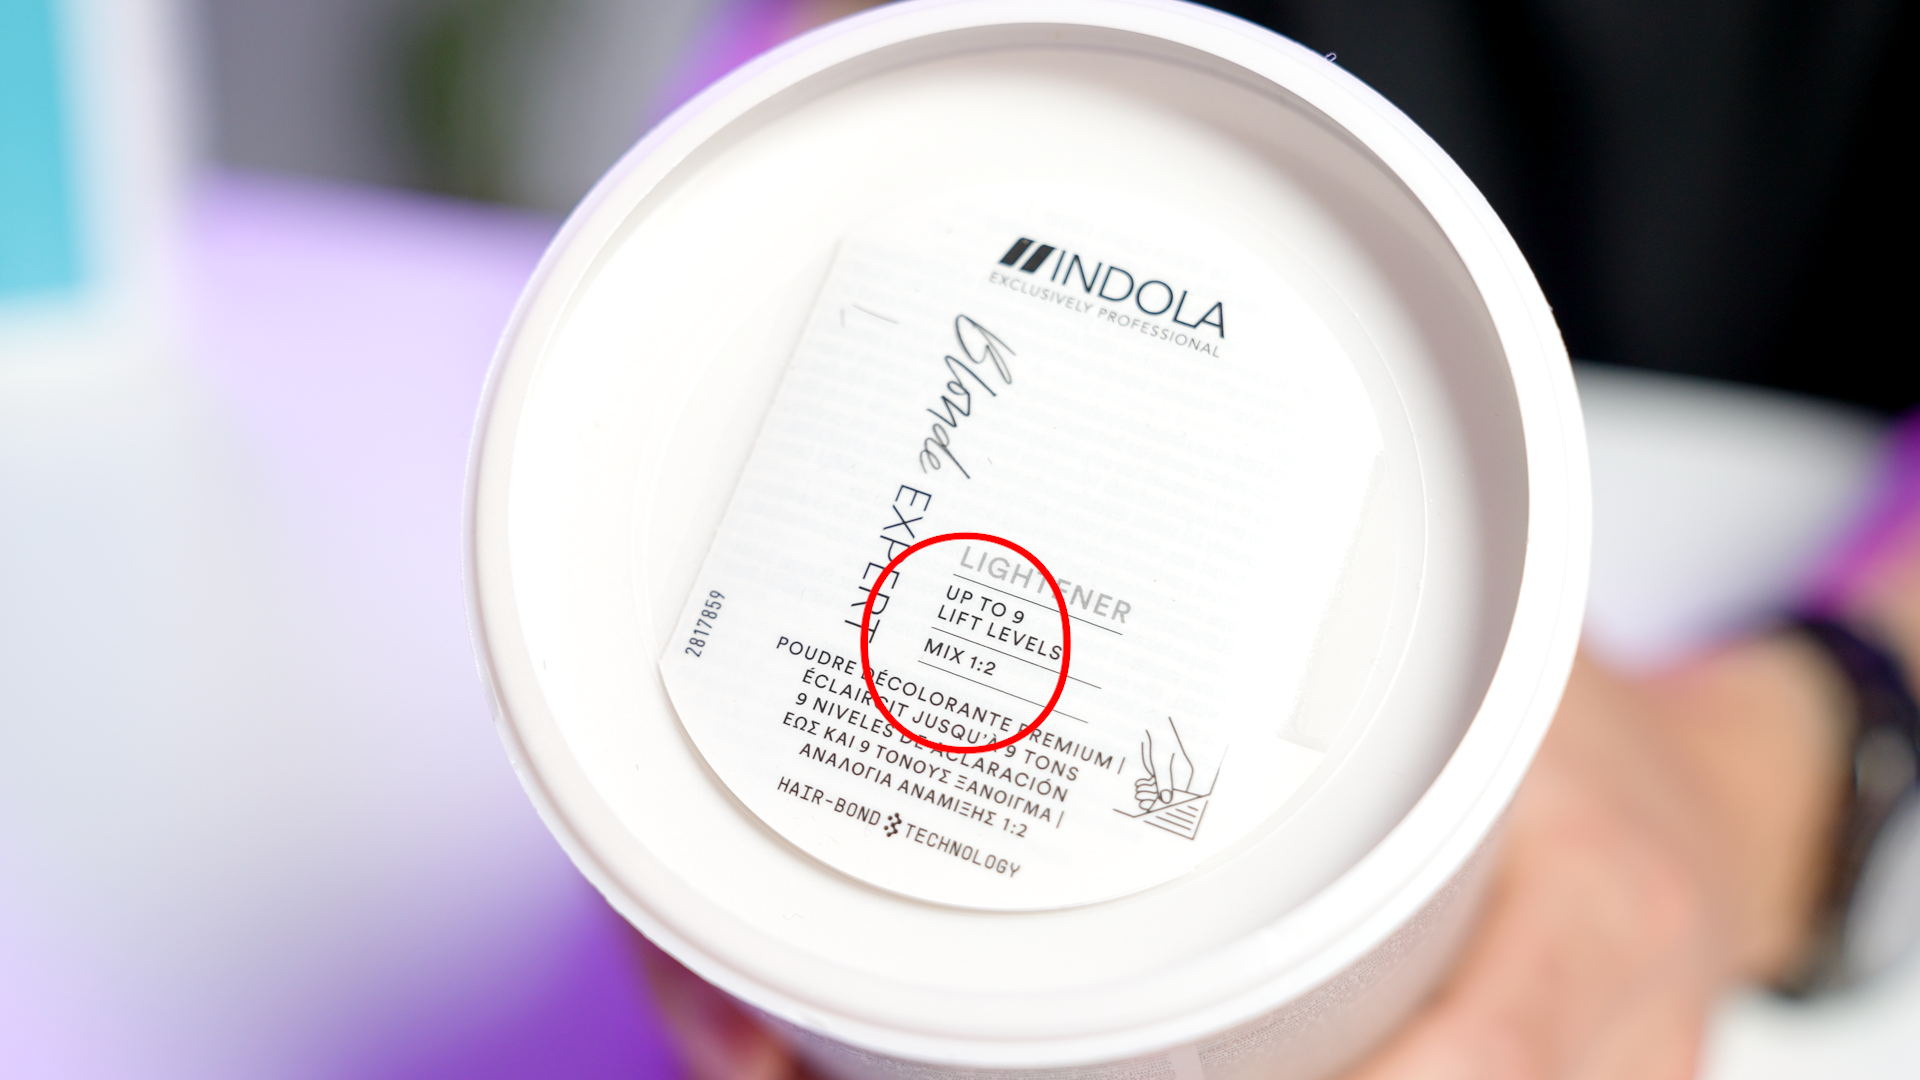 INDOLA
EXCLUSIVELY PROFESSIONAL
Blonde EXPERT
LIGHTENER
UP TO 9
LIFT LEVELS
MIX 1:2
POUDRE DÉCOLORANTE PREMIUM |
ÉCLAIRCIT JUSQU'À 9 TONS
9 NIVELES DE ACLARACIÓN
ΕΩΣ ΚΑΙ 9 ΤΟΝΟΥΣ ΞΑΝΟΙΓΜΑ |
ΑΝΑΛΟΓΙΑ ΑΝΑΜΙΞΗΣ 1:2
HAIR-BOND TECHNOLOGY
2817859